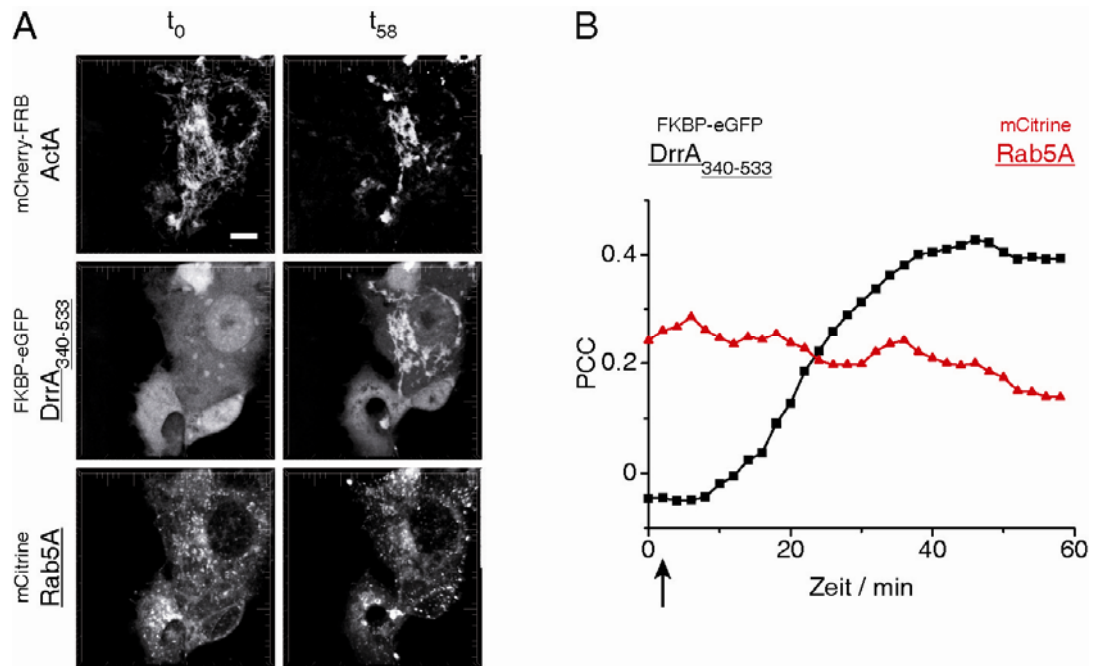 A
t0
t58
mCherry-FRB
ActA
FKBP-eGFP
DrrA340-533
mCitrine
Rab5A
B
FKBP-eGFP
DrrA340-533
mCitrine
Rab5A
PCC
0.4
0.2
0
0
20
40
60
Zeit / min